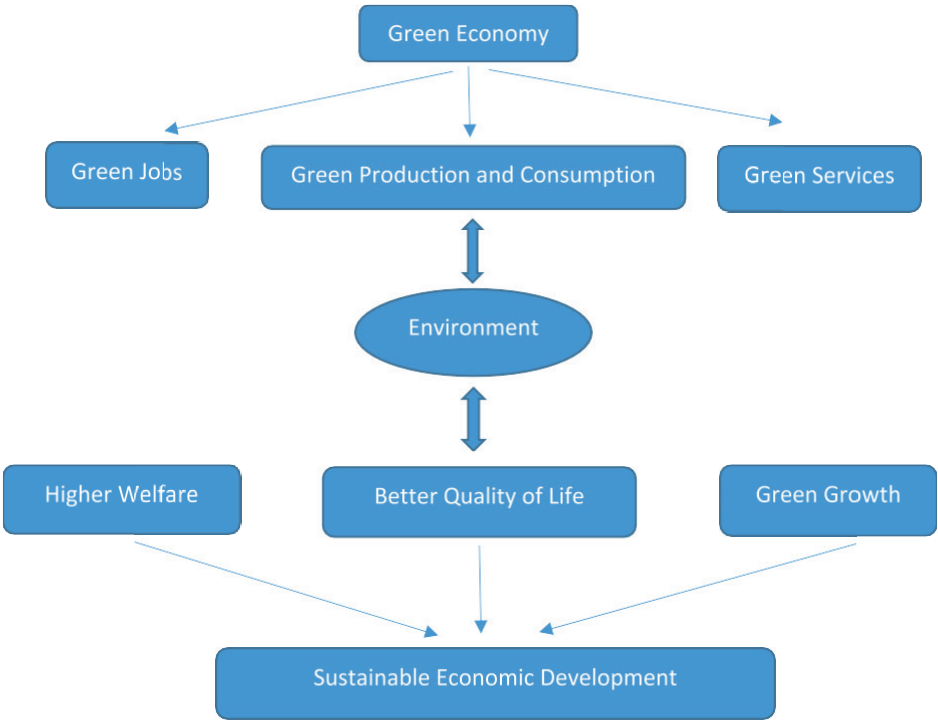 Green Economy
Green Jobs
Green Production and Consumption
Green Services
Environment
Higher Welfare
Better Quality of Life
Green Growth
Sustainable Economic Development